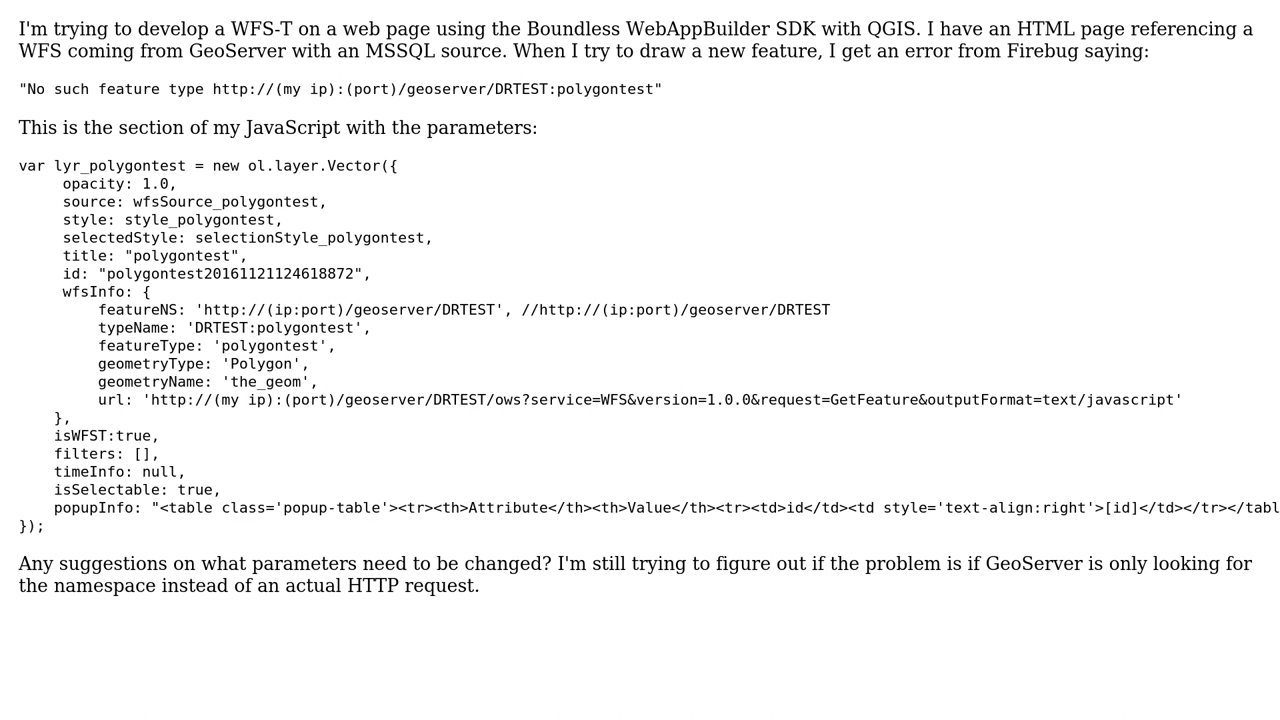 I'm trying to develop a WFS-T on a web page using the Boundless WebAppBuilder SDK with QGIS. I have an HTML page referencing a
WFS coming from GeoServer with an MSSQL source. When I try to draw a new feature, I get an error from Firebug saying:
"No such feature type http://(my ip):(port)/geoserver/DRTEST:polygontest"
This is the section of my JavaScript with the parameters:
var lyr_polygontest = new ol.layer.Vector({
opacity: 1.0,
source: wfsSource_polygontest,
style: style_polygontest,
selectedStyle: selectionStyle_polygontest,
title: "polygontest",
id: "polygontest20161121124618872",
wfsInfo: {
featureNS: 'http://(ip:port)/geoserver/DRTEST', //http://(ip:port)/geoserver/DRTEST
typeName: 'DRTEST:polygontest',
featureType: 'polygontest',
geometryType: 'Polygon',
geometryName: 'the_geom',
url: 'http://(my ip):(port)/geoserver/DRTEST/ows?service=WFS&version=1.0.0&request=GetFeature&outputFormat=text/javascript'
},
isWFST:true,
filters: [],
timeInfo: null,
isSelectable: true,
popupInfo: "<table class='popup-table'><tr><th>Attribute</th><th>Value</th><tr><td>id</td><td style='text-align:right'>[id]</td></tr></tabl
});
Any suggestions on what parameters need to be changed? I'm still trying to figure out if the problem is if GeoServer is only looking for
the namespace instead of an actual HTTP request.